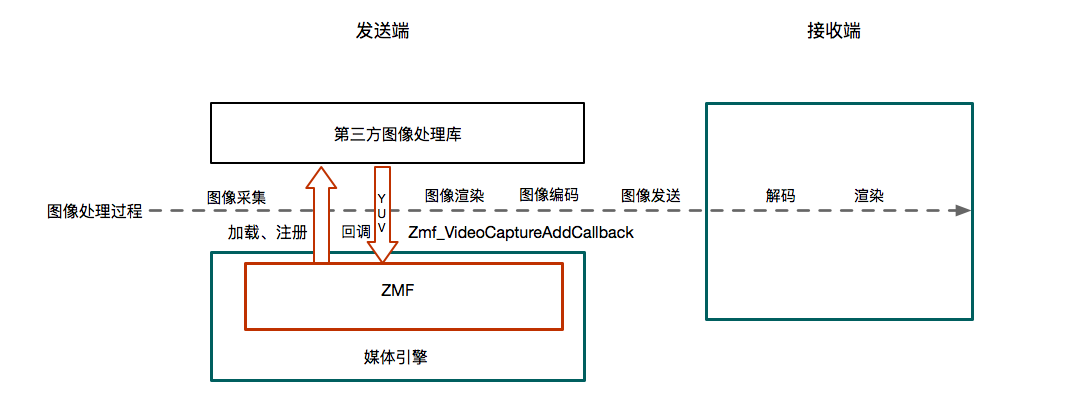 发送端
接收端
第三方图像处理库
图像采集
YUV
图像渲染
图像编码
图像发送
解码
渲染
图像处理过程
加载、注册
回调
Zmf_VideoCaptureAddCallback
ZMF
媒体引擎